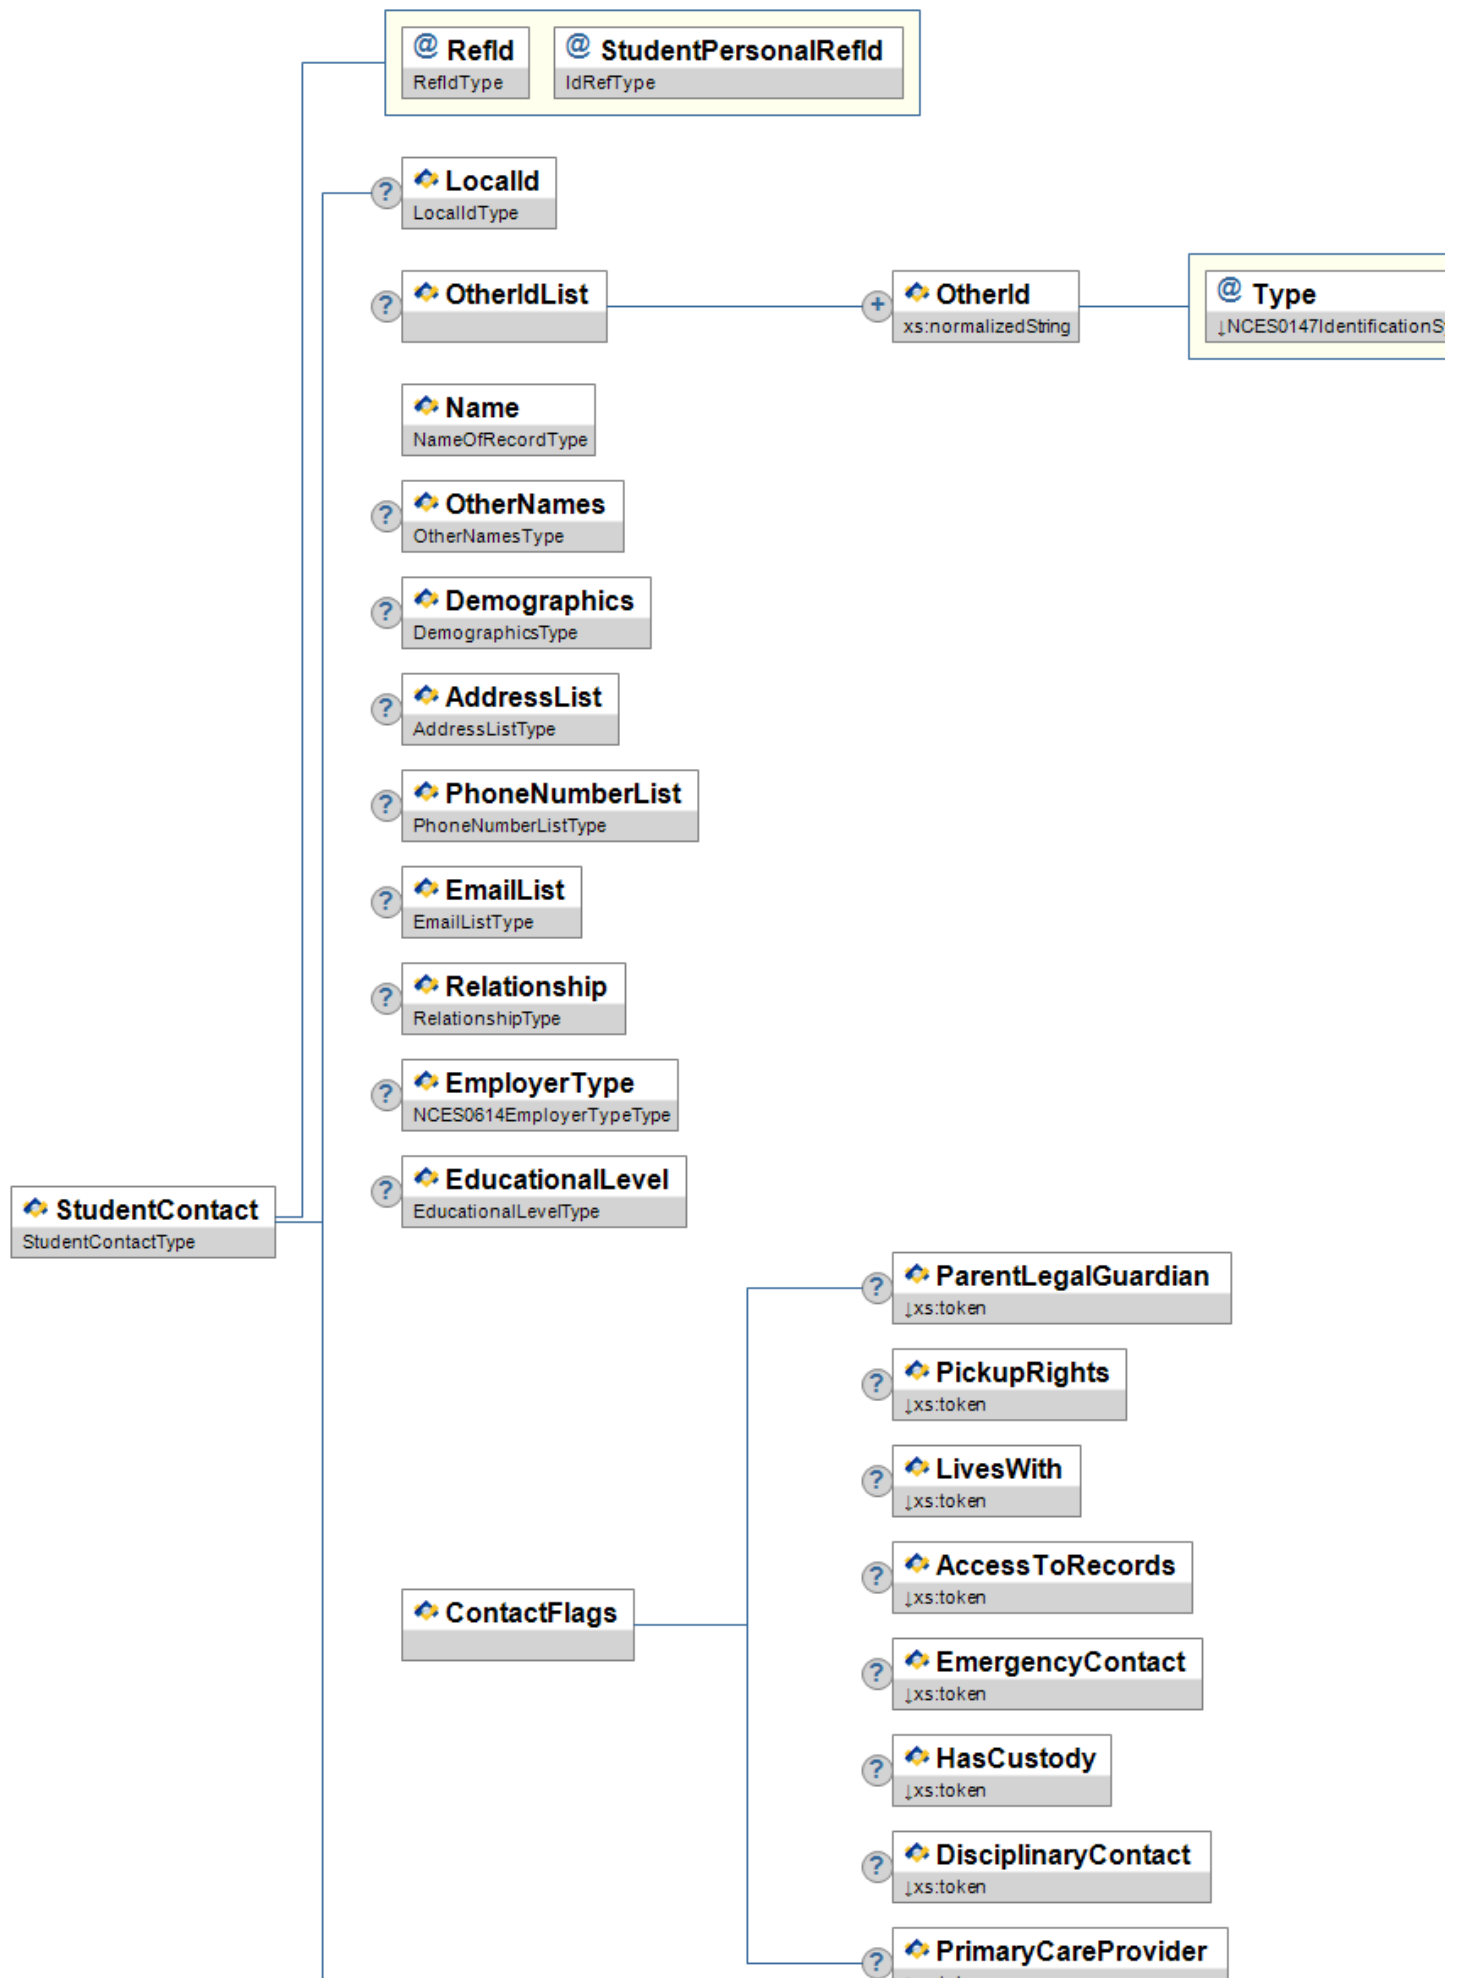 @ RefId
RefIdType
@ StudentPersonalRefId
IdRefType
? LocalId
LocalIdType
? OtherIdList
+ OtherId
xs:normalizedString
@ Type
↓NCES0147IdentificationS
Name
NameOfRecordType
? OtherNames
OtherNamesType
? Demographics
DemographicsType
? AddressList
AddressListType
? PhoneNumberList
PhoneNumberListType
? EmailList
EmailListType
? Relationship
RelationshipType
? EmployerType
NCES0614EmployerTypeType
? EducationalLevel
EducationalLevelType
StudentContact
StudentContactType
? ParentLegalGuardian
↓xs:token
? PickupRights
↓xs:token
? LivesWith
↓xs:token
? AccessToRecords
↓xs:token
ContactFlags
? EmergencyContact
↓xs:token
? HasCustody
↓xs:token
? DisciplinaryContact
↓xs:token
? PrimaryCareProvider